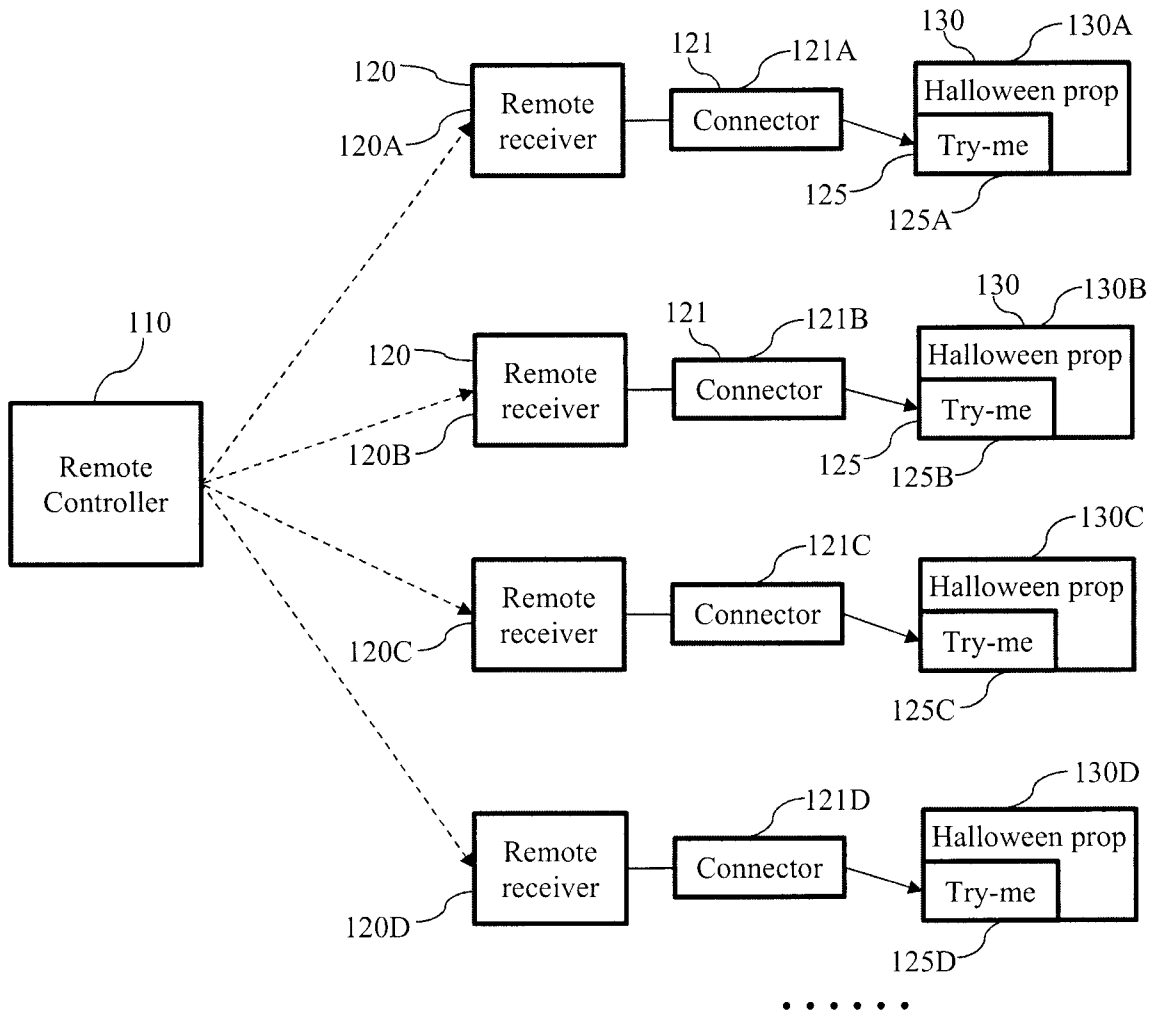 120
120A
Remote
receiver
121
121A
Connector
130
130A
Halloween prop
Try-me
125
125A
110
Remote
Controller
120
120B
Remote
receiver
121
121B
Connector
130
130B
Halloween prop
Try-me
125
125B
Remote
receiver
120C
121C
Connector
130C
Halloween prop
Try-me
125C
Remote
receiver
120D
121D
Connector
130D
Halloween prop
Try-me
125D
......